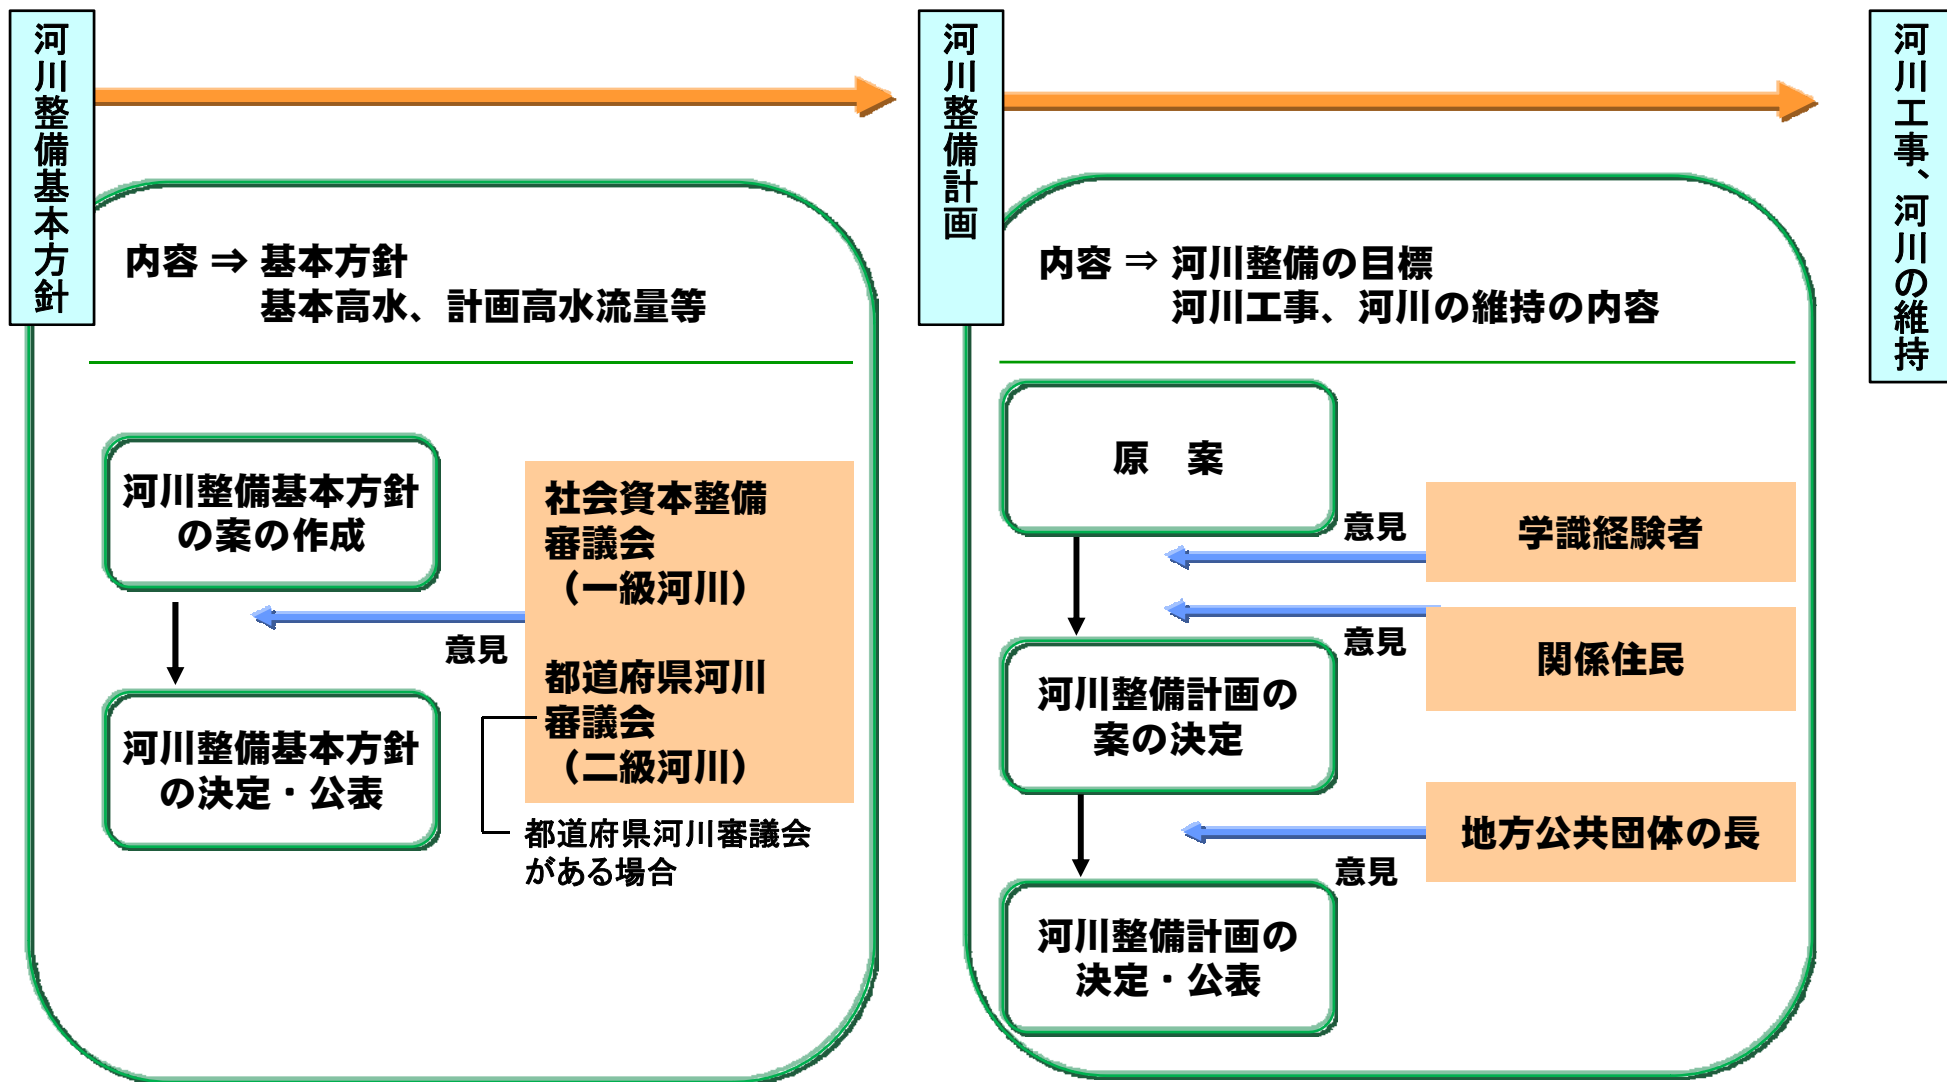 河川整備基本方針
内容 ⇒ 基本方針
基本高水、計画高水流量等
河川整備基本方針
の案の作成
社会資本整備
審議会
（一級河川）
意見
都道府県河川
審議会
（二級河川）
河川整備基本方針
の決定・公表
都道府県河川審議会
がある場合
河川整備計画
内容 ⇒ 河川整備の目標
河川工事、河川の維持の内容
原　案
意見
学識経験者
意見
関係住民
河川整備計画の
案の決定
地方公共団体の長
意見
河川整備計画の
決定・公表
河川工事、河川の維持